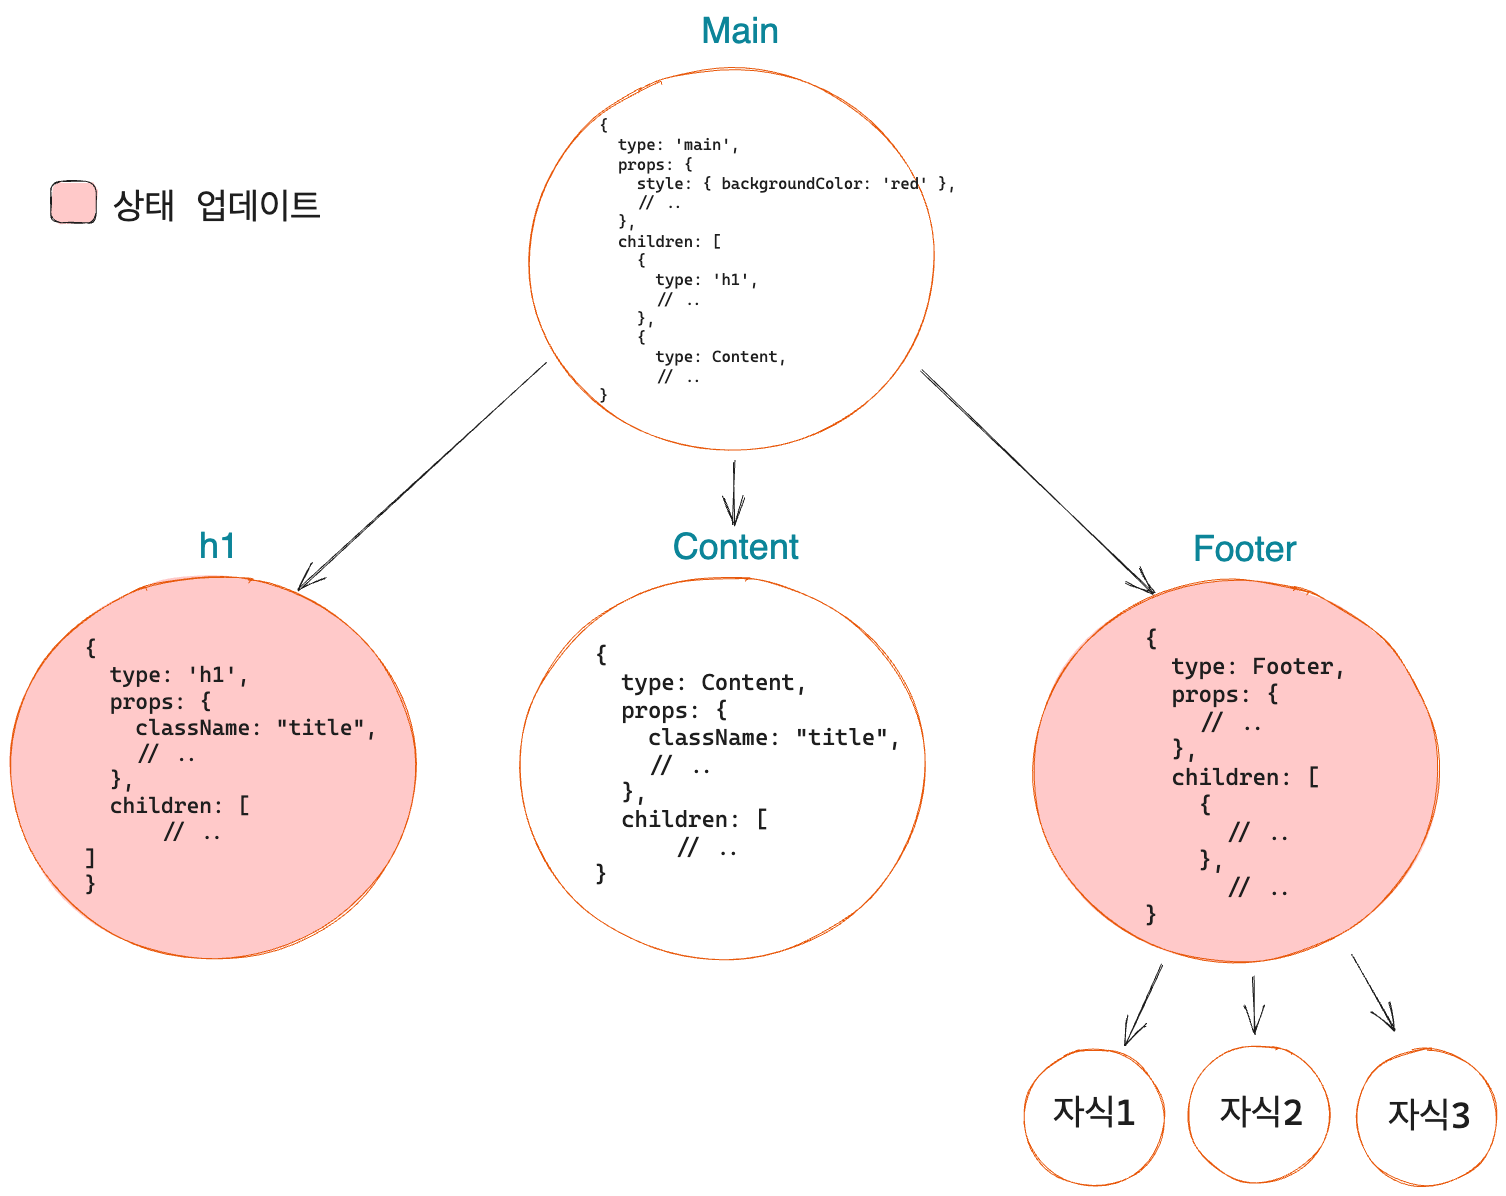 Main
{
  type: 'main',
  props: {
    style: { backgroundColor: 'red' },
    // ..
  },
  children: [
    {
      type: 'h1',
      // ..
    },
    {
      type: Content,
      // ..
}
상태 업데이트
h1
{
  type: 'h1',
  props: {
    className: "title",
    // ..
  },
  children: [
      // ..
]
}
Content
{
  type: Content,
  props: {
    className: "title",
    // ..
  },
  children: [
      // ..
}
Footer
{
  type: Footer,
  props: {
    // ..
  },
  children: [
    {
      // ..
    },
      // ..
}
자식1
자식2
자식3